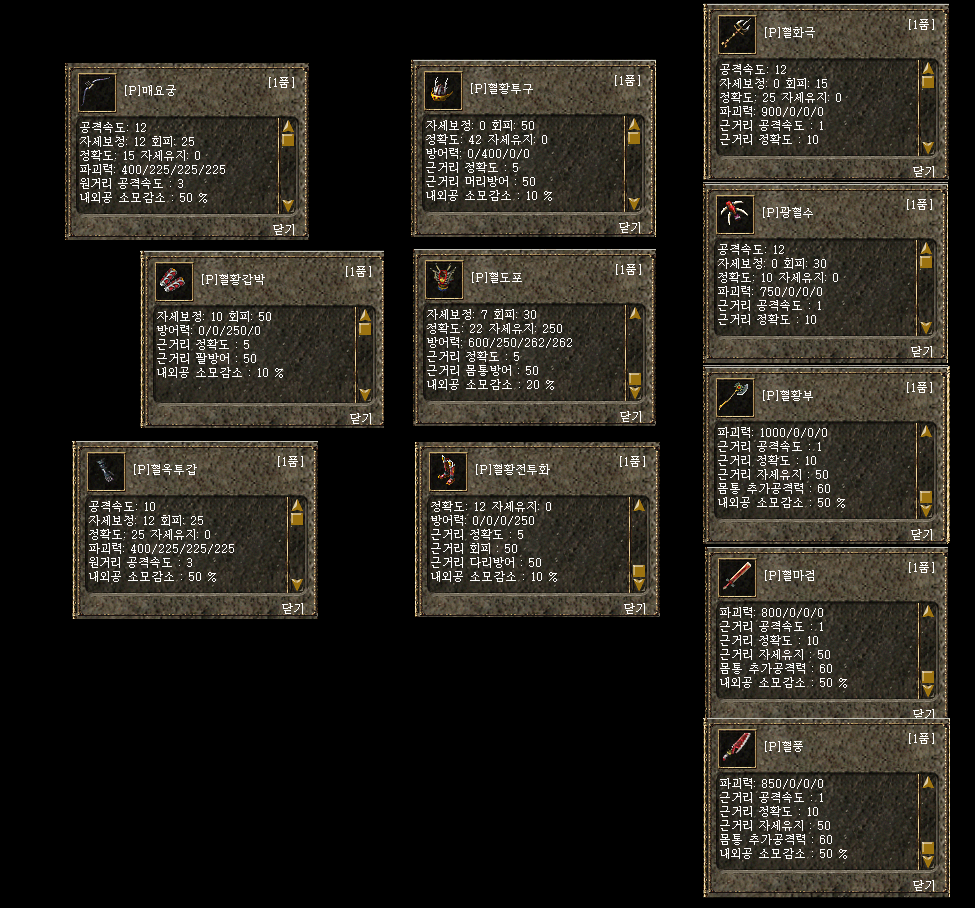 [P]매요궁 [1품]
공격속도: 12
자세보정: 12 회피: 25
정확도: 15 자세유지: 0
파괴력: 400/225/225/225
원거리 공격속도 : 3
내외공 소모감소 : 50 %
닫기
[P]혈황갑박 [1품]
자세보정: 10 회피: 50
방어력: 0/0/250/0
근거리 정확도 : 5
근거리 팔방어 : 50
내외공 소모감소 : 10 %
닫기
[P]혈옥투갑 [1품]
공격속도: 10
자세보정: 12 회피: 25
정확도: 25 자세유지: 0
파괴력: 400/225/225/225
원거리 공격속도 : 3
내외공 소모감소 : 50 %
닫기
[P]혈황투구 [1품]
자세보정: 0 회피: 50
정확도: 42 자세유지: 0
방어력: 0/400/0/0
근거리 정확도 : 5
근거리 머리방어 : 50
내외공 소모감소 : 10 %
닫기
[P]혈도포 [1품]
자세보정: 7 회피: 30
정확도: 22 자세유지: 250
방어력: 600/250/262/262
근거리 정확도 : 5
근거리 몸통방어 : 50
내외공 소모감소 : 20 %
닫기
[P]혈황전투화 [1품]
정확도: 12 자세유지: 0
방어력: 0/0/0/250
근거리 정확도 : 5
근거리 회피 : 50
근거리 다리방어 : 50
내외공 소모감소 : 10 %
닫기
[P]혈화극 [1품]
공격속도: 12
자세보정: 0 회피: 15
정확도: 25 자세유지: 0
파괴력: 900/0/0/0
근거리 공격속도 : 1
근거리 정확도 : 10
닫기
[P]광혈수 [1품]
공격속도: 12
자세보정: 0 회피: 30
정확도: 10 자세유지: 0
파괴력: 750/0/0/0
근거리 공격속도 : 1
근거리 정확도 : 10
닫기
[P]혈황부 [1품]
파괴력: 1000/0/0/0
근거리 공격속도 : 1
근거리 정확도 : 10
근거리 자세유지 : 50
몸통 추가공격력 : 60
내외공 소모감소 : 50 %
닫기
[P]혈마검 [1품]
파괴력: 800/0/0/0
근거리 공격속도 : 1
근거리 정확도 : 10
근거리 자세유지 : 50
몸통 추가공격력 : 60
내외공 소모감소 : 50 %
닫기
[P]혈풍 [1품]
파괴력: 850/0/0/0
근거리 공격속도 : 1
근거리 정확도 : 10
근거리 자세유지 : 50
몸통 추가공격력 : 60
내외공 소모감소 : 50 %
닫기